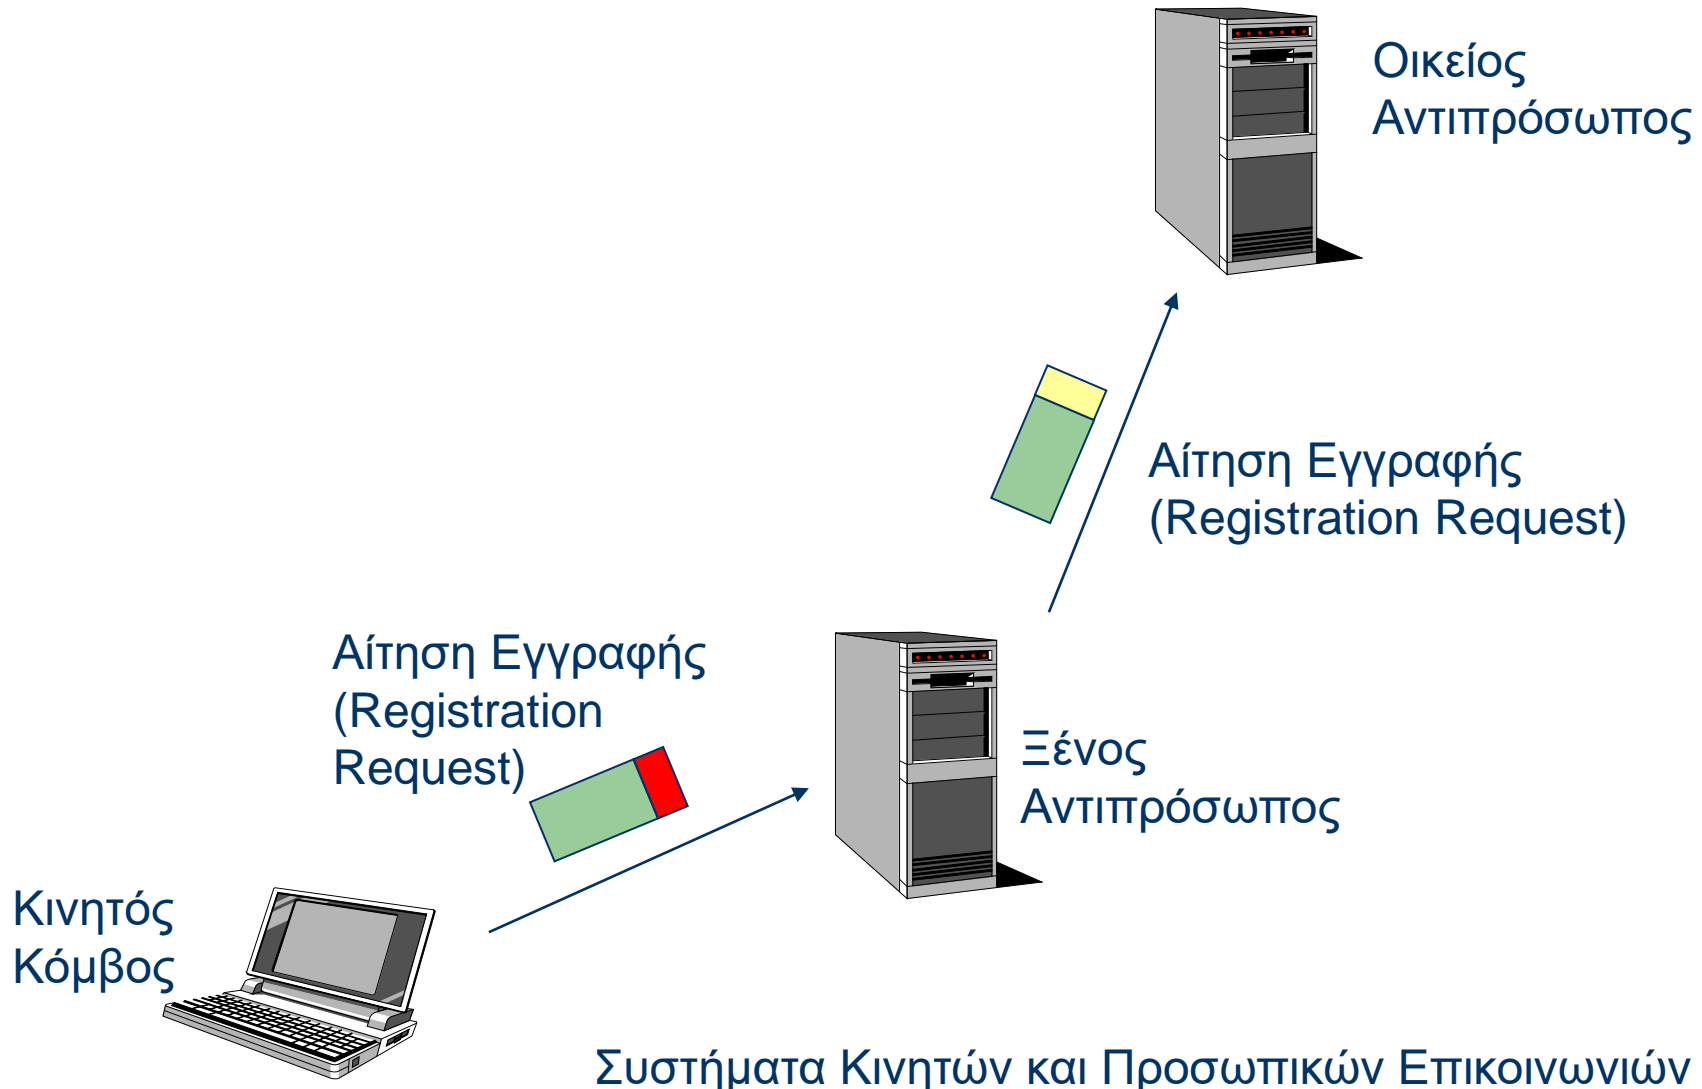 Οικείος
Αντιπρόσωπος
Αίτηση Εγγραφής
(Registration Request)
Αίτηση Εγγραφής
(Registration
Request)
Ξένος
Αντιπρόσωπος
Κινητός
Κόμβος
Συστήματα Κινητών και Προσωπικών Επικοινωνιών